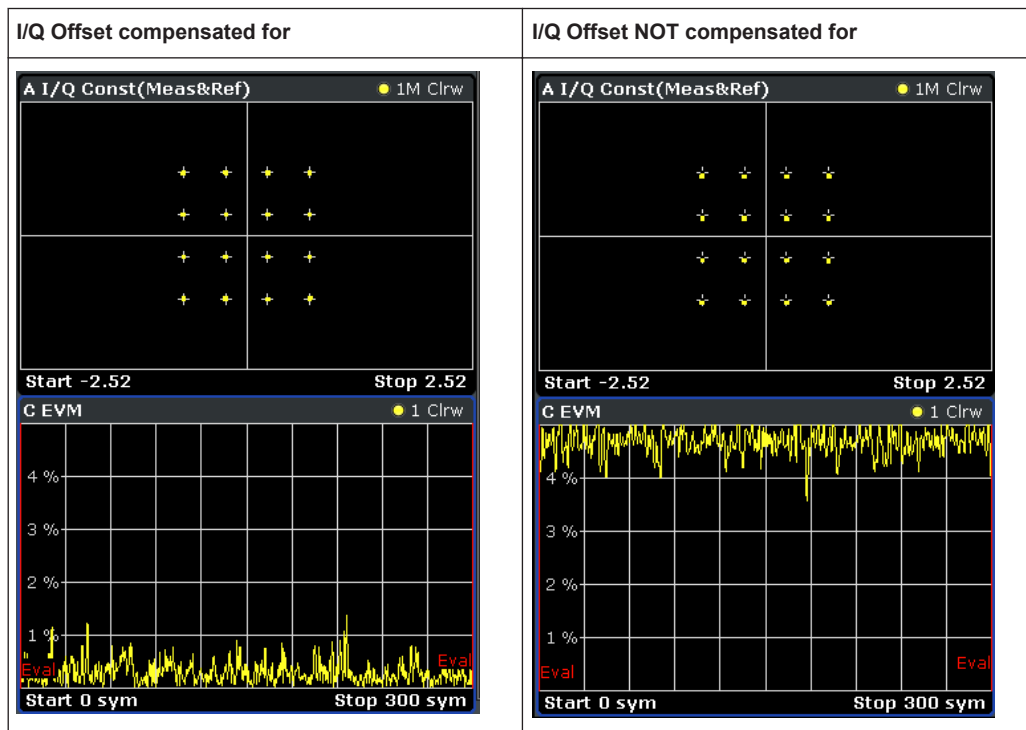 I/Q Offset compensated for
I/Q Offset NOT compensated for
A I/Q Const(Meas&Ref)
1M Clrw
Start -2.52
Stop 2.52
C EVM
1 Clrw
4 %
3 %
2 %
1 %
Eval
Eval
Start 0 sym
Stop 300 sym
A I/Q Const(Meas&Ref)
1M Clrw
Start -2.52
Stop 2.52
C EVM
1 Clrw
4 %
3 %
2 %
1 %
Eval
Eval
Start 0 sym
Stop 300 sym